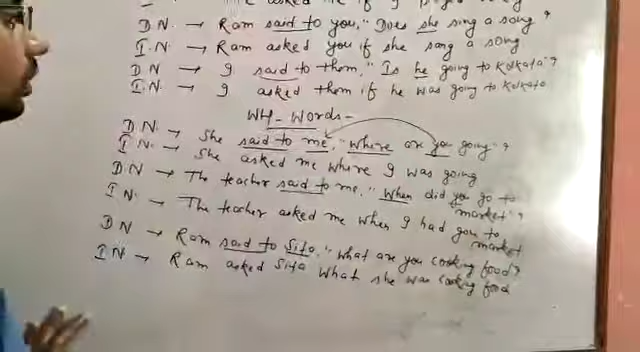 asked
D N. → Ram said to you, "Does she sing a song?
I. N. → Ram asked you if she sang a song
D N → I said to them, "Is he going to Kolkata"?
I. N. → I asked them if he was going to Kolkata
WH - Words -
D N. → She said to me, "Where are you going"?
I N. → She asked me where I was going
D N → The teacher said to me, "When did you go to market"?
I N. → The teacher asked me when I had gon to market
D N → Ram said to Sita, "What are you cooking food?
I N → Ram asked Sita What she was cooking food